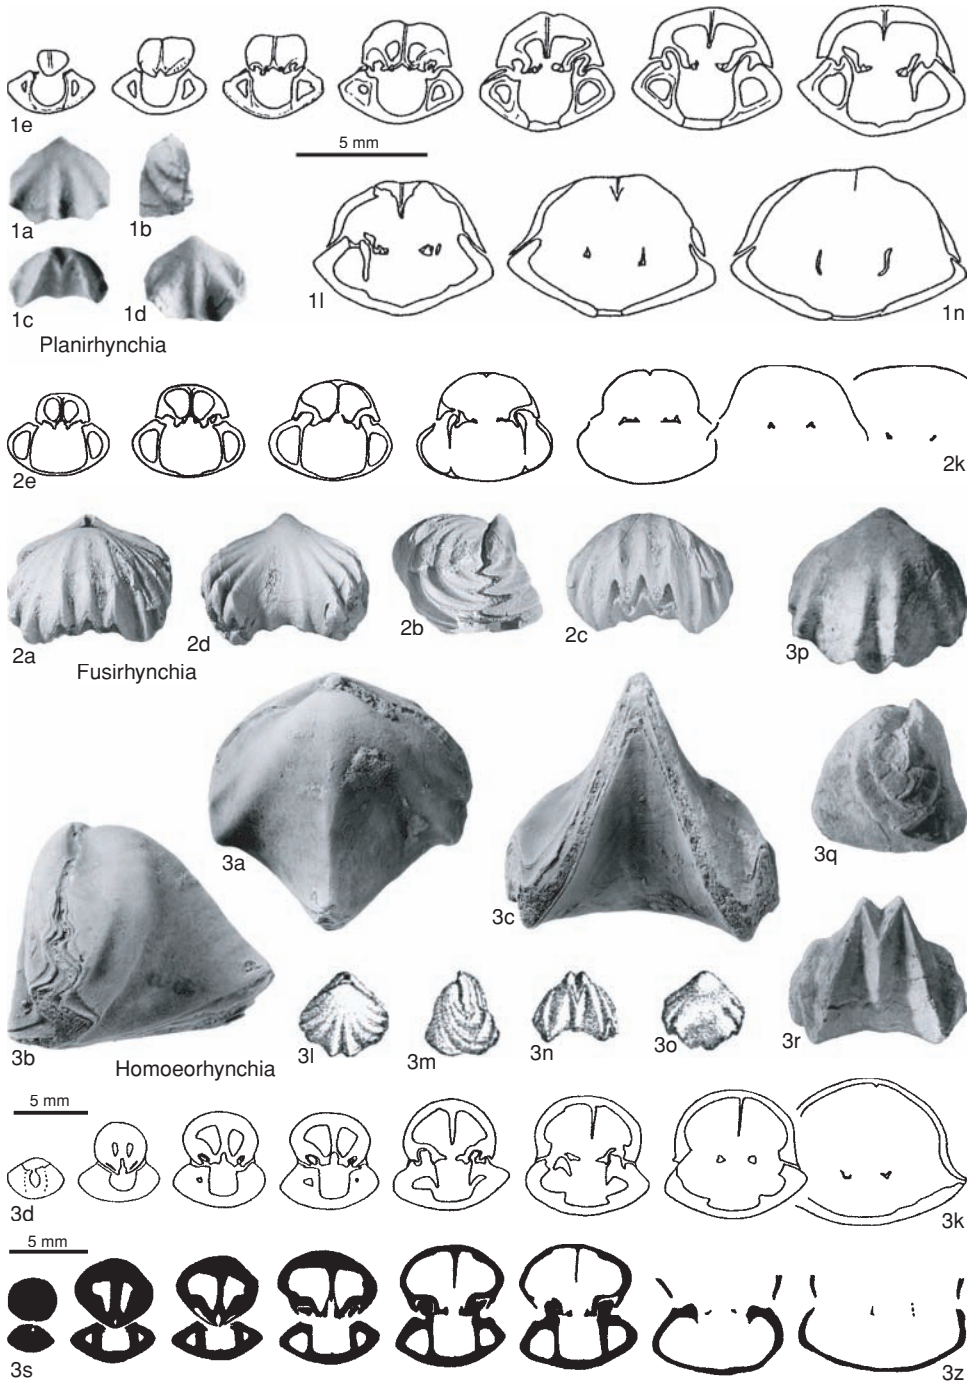 1e
5 mm
1a
1b
1c
1d
1l
1n
Planirhynchia
2e
2k
2a
2d
2b
2c
3p
Fusirhynchia
3a
3c
3q
3b
3l
3m
3n
3o
3r
Homoeorhynchia
5 mm
3d
3k
5 mm
3s
3z